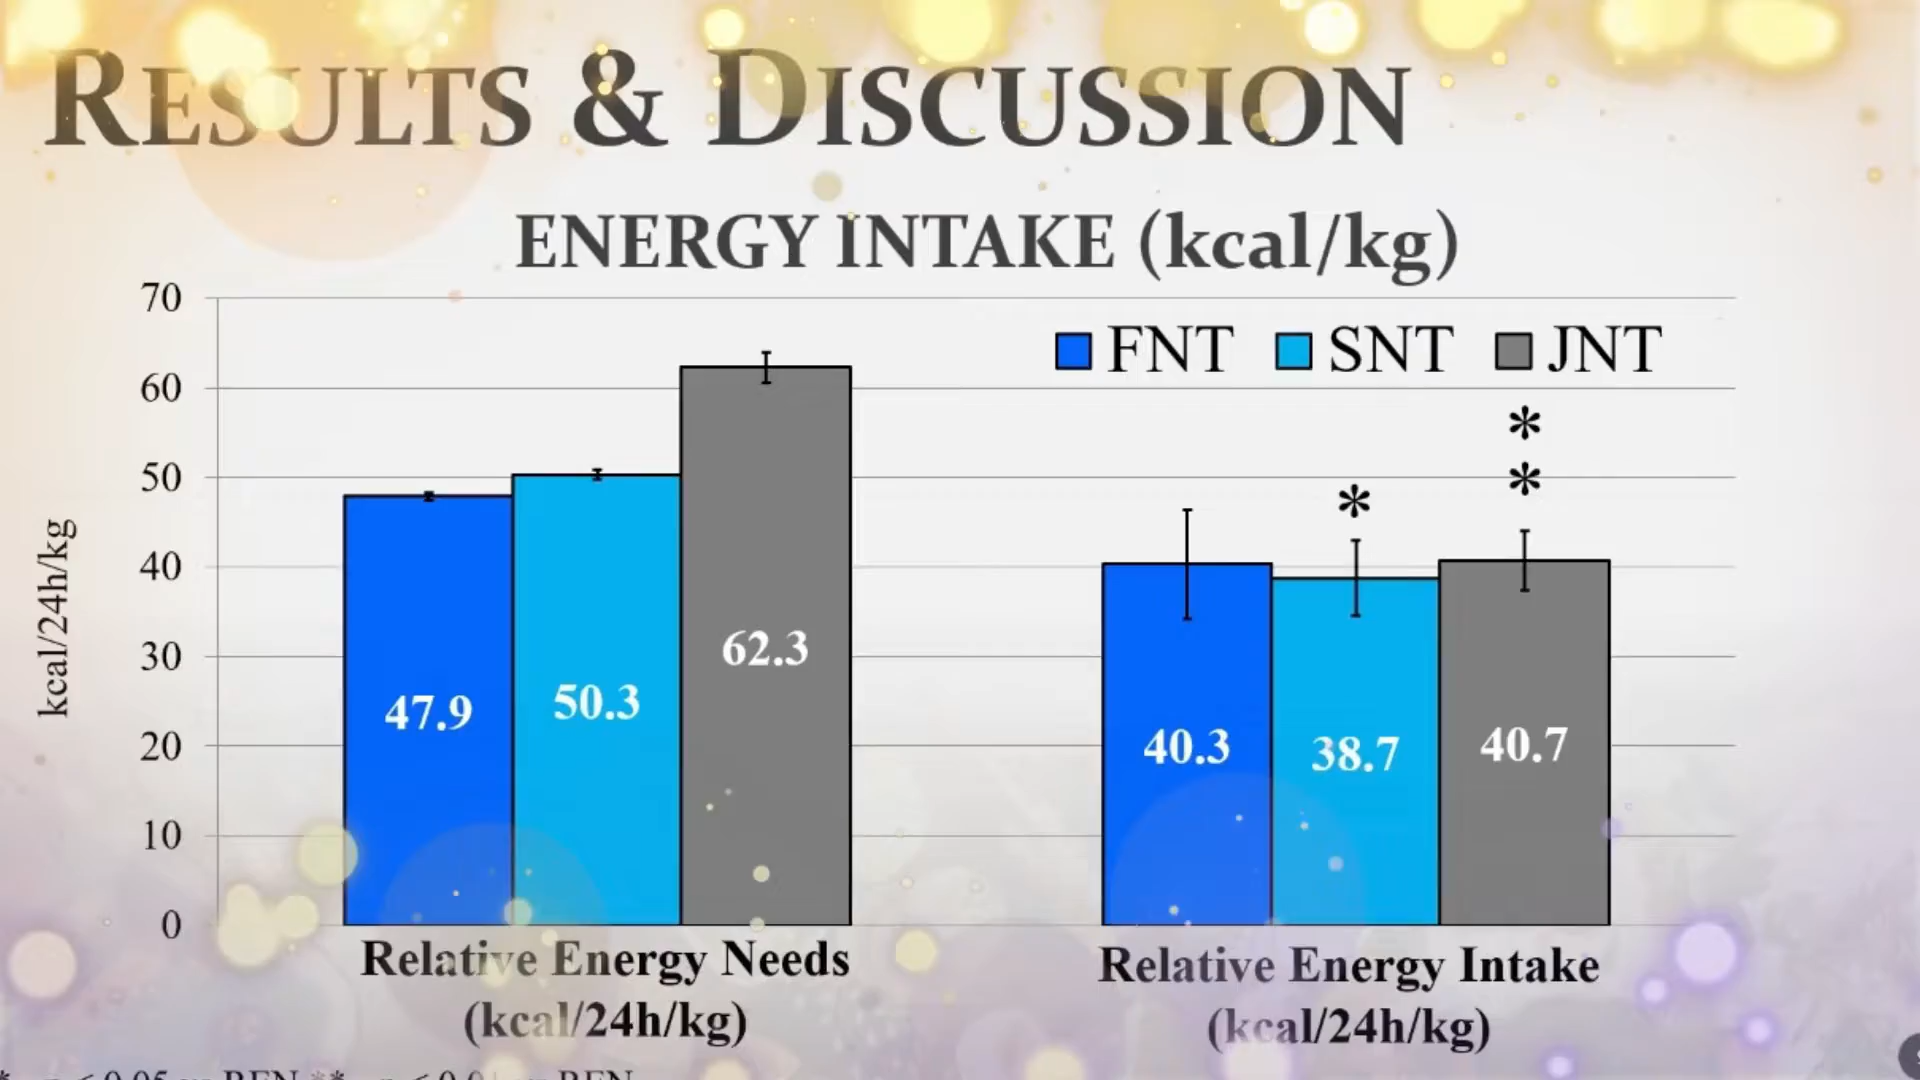 RESULTS & DISCUSSION
ENERGY INTAKE (kcal/kg)
70
FNT SNT JNT
60
50
40
30
20
10
0
kcal/24h/kg
*
*
*
47.9
50.3
62.3
40.3
38.7
40.7
Relative Energy Needs
(kcal/24h/kg)
Relative Energy Intake
(kcal/24h/kg)